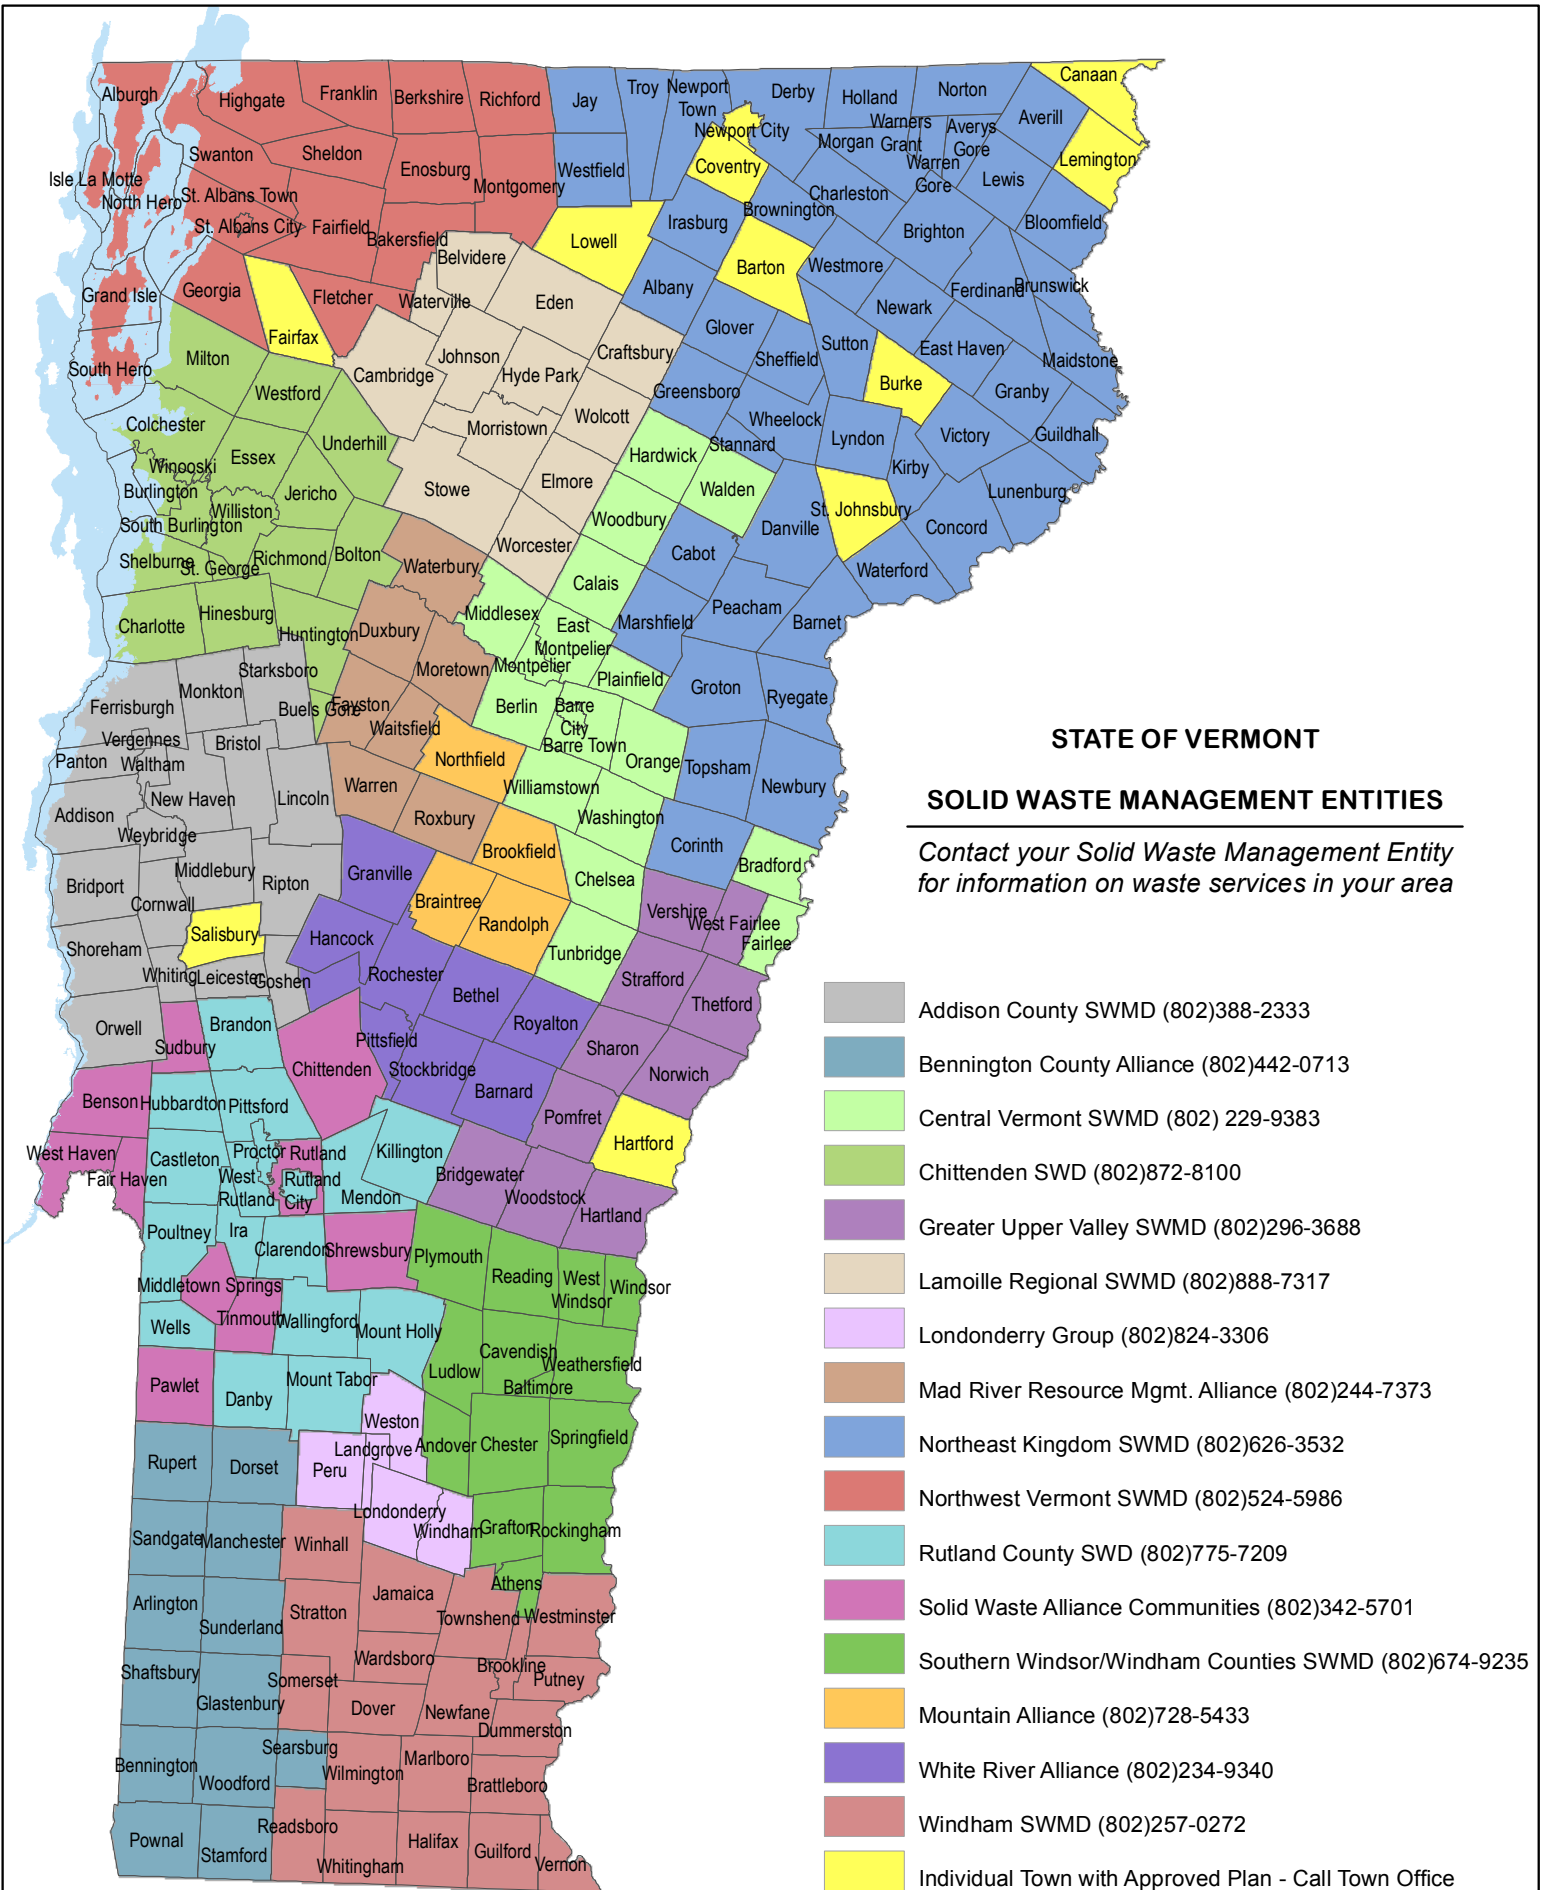 Alburgh
Highgate
Franklin
Berkshire
Richford
Jay
Troy
Newport
Town
Derby
Holland
Norton
Canaan
Warners
Grant
Averys
Gore
Averill
Newport City
Morgan
Warren
Gore
Lewis
Lemington
Swanton
Sheldon
Enosburg
Montgomery
Westfield
Coventry
Charleston
Isle La Motte
North Hero
St. Albans Town
St. Albans City
Fairfield
Bakersfield
Lowell
Irasburg
Brownington
Brighton
Bloomfield
Belvidere
Barton
Westmore
Grand Isle
Georgia
Fletcher
Waterville
Eden
Albany
Newark
Ferdinand
Brunswick
Fairfax
Glover
Sutton
East Haven
Maidstone
South Hero
Milton
Cambridge
Johnson
Hyde Park
Craftsbury
Sheffield
Burke
Granby
Westford
Greensboro
Wolcott
Wheelock
Colchester
Underhill
Morristown
Stannard
Lyndon
Victory
Guildhall
Winooski
Essex
Hardwick
Kirby
Burlington
Jericho
Stowe
Elmore
Walden
Lunenburg
South Burlington
Williston
Woodbury
Danville
St. Johnsbury
Concord
Shelburne
St. George
Richmond
Bolton
Waterbury
Worcester
Cabot
Waterford
Calais
Charlotte
Hinesburg
Huntington
Duxbury
Middlesex
East
Montpelier
Marshfield
Peacham
Barnet
Starksboro
Moretown
Montpelier
Plainfield
Monkton
Groton
Ryegate
Ferrisburgh
Buels Gore
Fayston
Waitsfield
Berlin
Barre
City
Vergennes
Bristol
Barre Town
Panton
Waltham
Northfield
Orange
Topsham
Newbury
New Haven
Lincoln
Warren
Williamstown
Addison
Weybridge
Roxbury
Washington
Middlebury
Ripton
Granville
Brookfield
Corinth
Bradford
Bridport
Cornwall
Braintree
Chelsea
Randolph
Vershire
West Fairlee
Fairlee
Shoreham
Salisbury
Hancock
Tunbridge
Whiting
Leicester
Goshen
Rochester
Strafford
Bethel
Thetford
Orwell
Sudbury
Brandon
Royalton
Pittsfield
Sharon
Chittenden
Stockbridge
Barnard
Norwich
Benson
Hubbardton
Pittsford
Pomfret
Hartford
West Haven
Castleton
Proctor
Rutland
Killington
Bridgewater
Fair Haven
West
Rutland
Rutland
City
Mendon
Woodstock
Hartland
Poultney
Ira
Clarendon
Shrewsbury
Plymouth
Reading
West
Windsor
Windsor
Middletown Springs
Tinmouth
Wells
Wallingford
Mount Holly
Cavendish
Weathersfield
Ludlow
Baltimore
Pawlet
Danby
Mount Tabor
Weston
Landgrove
Andover
Chester
Springfield
Rupert
Dorset
Peru
Londonderry
Windham
Grafton
Rockingham
Sandgate
Manchester
Winhall
Athens
Jamaica
Arlington
Sunderland
Stratton
Townshend
Westminster
Wardsboro
Brookline
Putney
Shaftsbury
Glastenbury
Somerset
Dover
Newfane
Dummerston
Searsburg
Bennington
Woodford
Wilmington
Marlboro
Brattleboro
Pownal
Stamford
Readsboro
Whitingham
Halifax
Guilford
Vernon
STATE OF VERMONT
SOLID WASTE MANAGEMENT ENTITIES
Contact your Solid Waste Management Entity
for information on waste services in your area
Addison County SWMD (802)388-2333
Bennington County Alliance (802)442-0713
Central Vermont SWMD (802) 229-9383
Chittenden SWD (802)872-8100
Greater Upper Valley SWMD (802)296-3688
Lamoille Regional SWMD (802)888-7317
Londonderry Group (802)824-3306
Mad River Resource Mgmt. Alliance (802)244-7373
Northeast Kingdom SWMD (802)626-3532
Northwest Vermont SWMD (802)524-5986
Rutland County SWD (802)775-7209
Solid Waste Alliance Communities (802)342-5701
Southern Windsor/Windham Counties SWMD (802)674-9235
Mountain Alliance (802)728-5433
White River Alliance (802)234-9340
Windham SWMD (802)257-0272
Individual Town with Approved Plan - Call Town Office